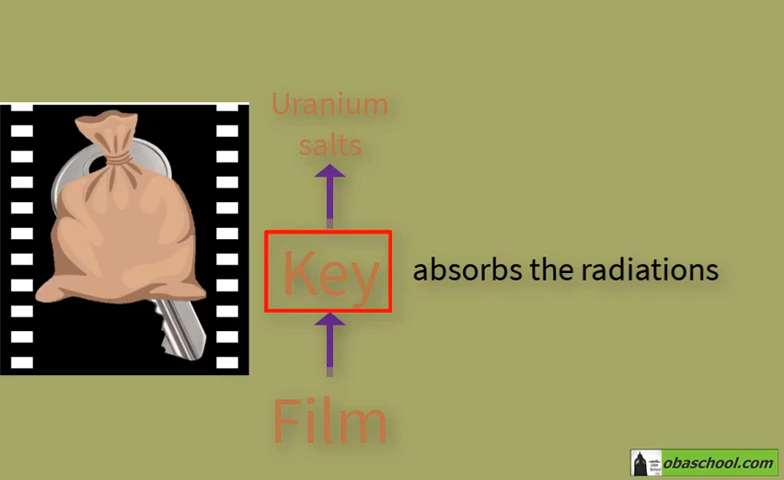 Uranium
salts
Key
absorbs the radiations
Film
obaschool.com